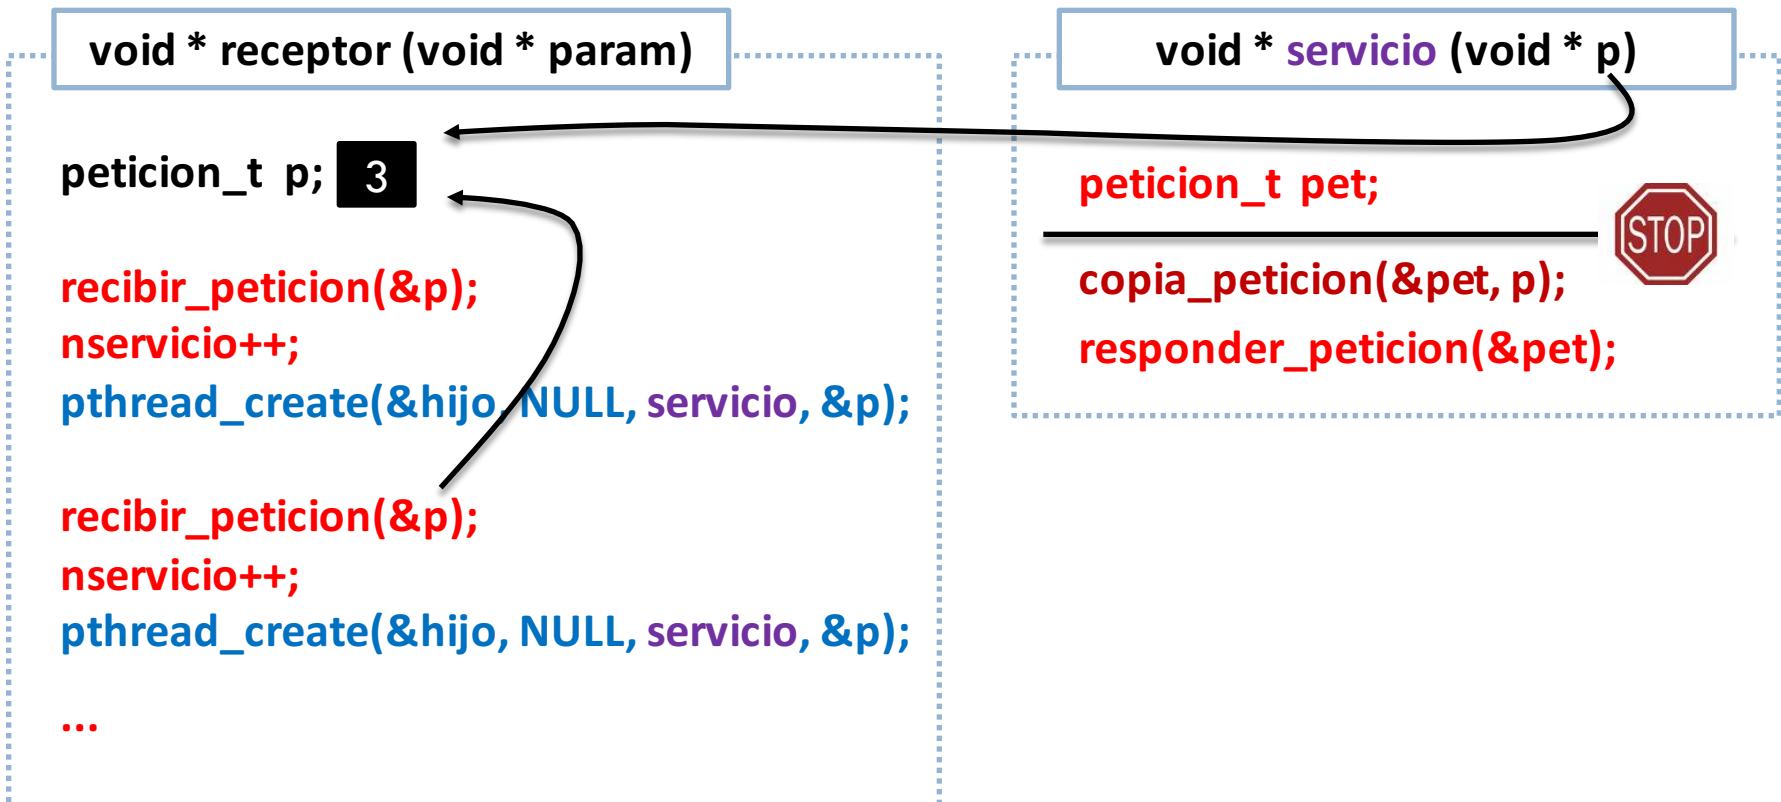 void * receptor (void * param)
peticion_t p; 3
recibir_peticion(&p);
nservicio++;
pthread_create(&hijo, NULL, servicio, &p);
recibir_peticion(&p);
nservicio++;
pthread_create(&hijo, NULL, servicio, &p);
...
void * servicio (void * p)
peticion_t pet;
STOP
copia_peticion(&pet, p);
responder_peticion(&pet);